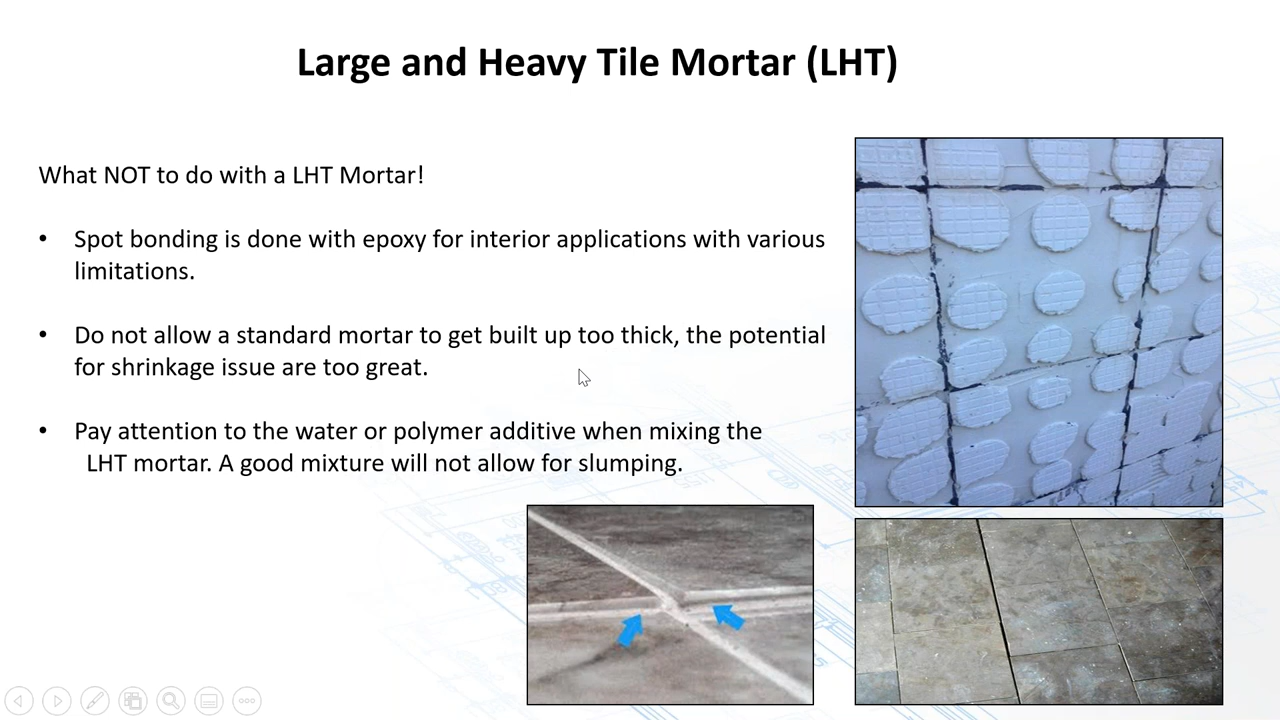 Large and Heavy Tile Mortar (LHT)
What NOT to do with a LHT Mortar!
• Spot bonding is done with epoxy for interior applications with various
limitations.
• Do not allow a standard mortar to get built up too thick, the potential
for shrinkage issue are too great.
• Pay attention to the water or polymer additive when mixing the
LHT mortar. A good mixture will not allow for slumping.